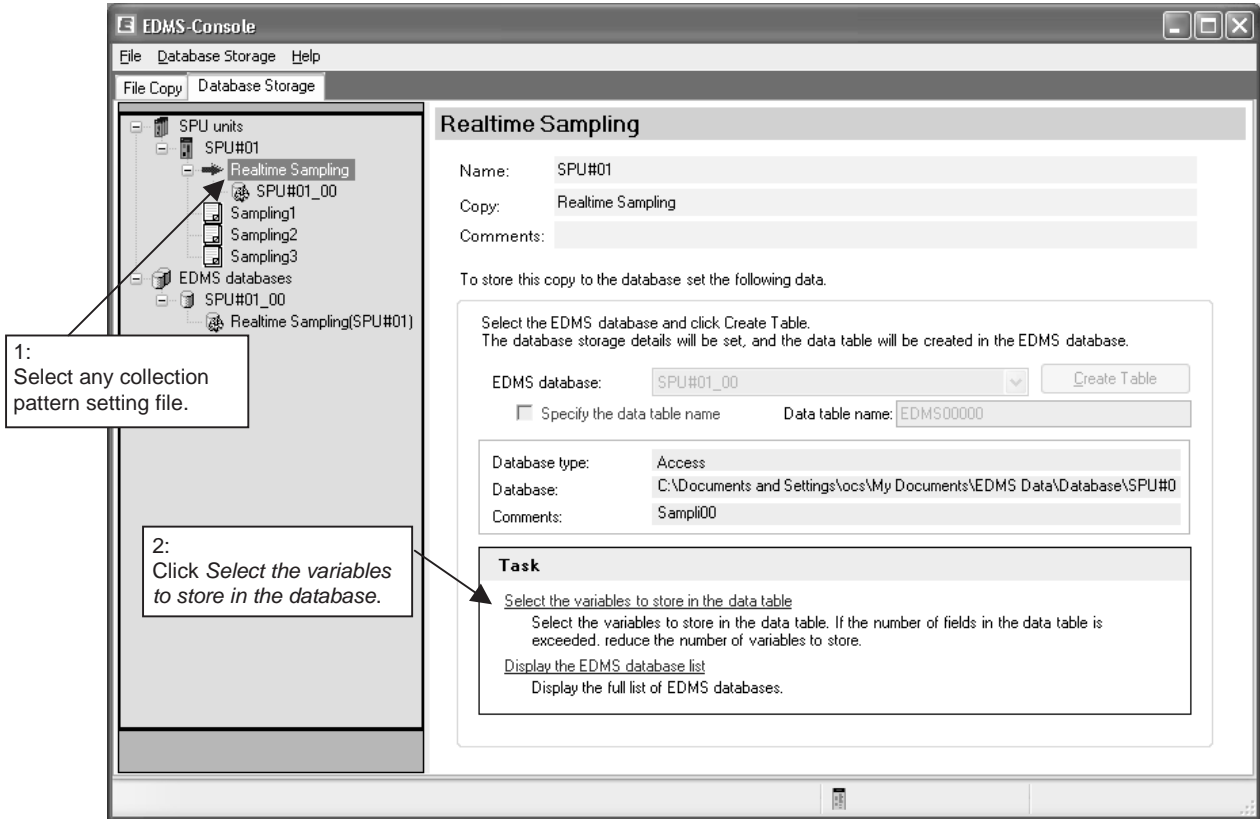 EDMS-Console
File Database Storage Help
File Copy Database Storage
SPU units
SPU#01
Realtime Sampling
SPU#01_00
Sampling1
Sampling2
Sampling3
EDMS databases
SPU#01_00
Realtime Sampling(SPU#01)
1:
Select any collection
pattern setting file.
2:
Click Select the variables
to store in the database.
Realtime Sampling
Name: SPU#01
Copy: Realtime Sampling
Comments:
To store this copy to the database set the following data.
Select the EDMS database and click Create Table.
The database storage details will be set, and the data table will be created in the EDMS database.
EDMS database: SPU#01_00 Create Table
Specify the data table name Data table name: EDMS00000
Database type: Access
Database: C:\Documents and Settings\ocs\My Documents\EDMS Data\Database\SPU#0
Comments: Sampli00
Task
Select the variables to store in the data table
Select the variables to store in the data table. If the number of fields in the data table is
exceeded. reduce the number of variables to store.
Display the EDMS database list
Display the full list of EDMS databases.